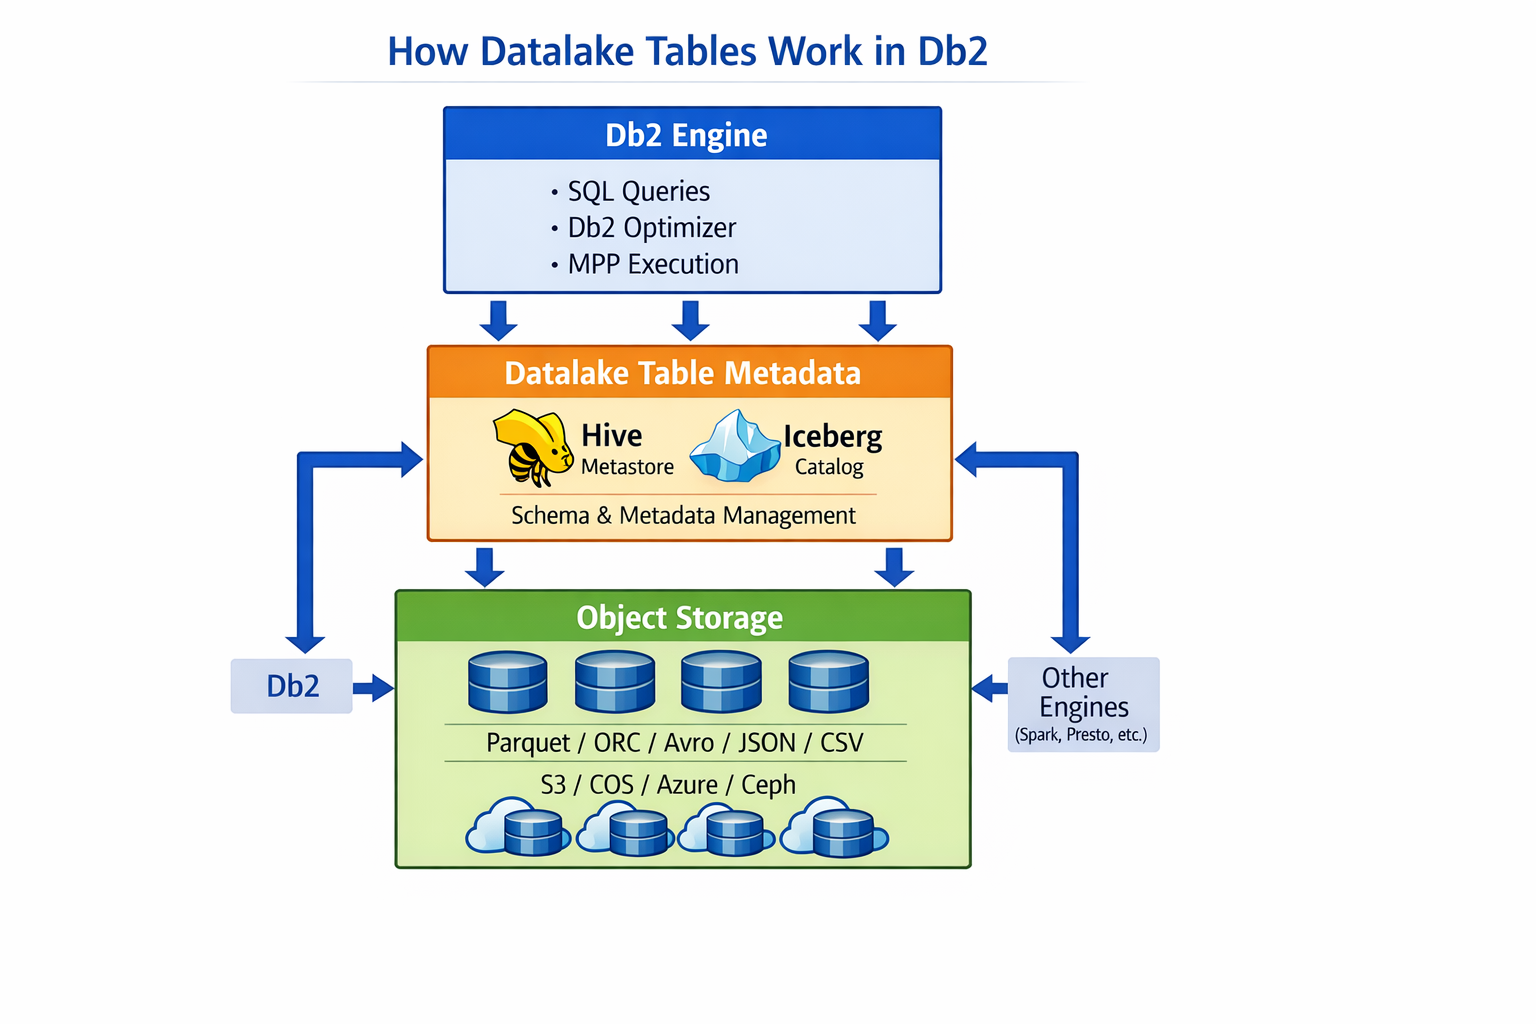 How Datalake Tables Work in Db2
Db2 Engine
• SQL Queries
• Db2 Optimizer
• MPP Execution
Datalake Table Metadata
Hive
Metastore
Iceberg
Catalog
Schema & Metadata Management
Object Storage
Db2
Other
Engines
(Spark, Presto, etc.)
Parquet / ORC / Avro / JSON / CSV
S3 / COS / Azure / Ceph